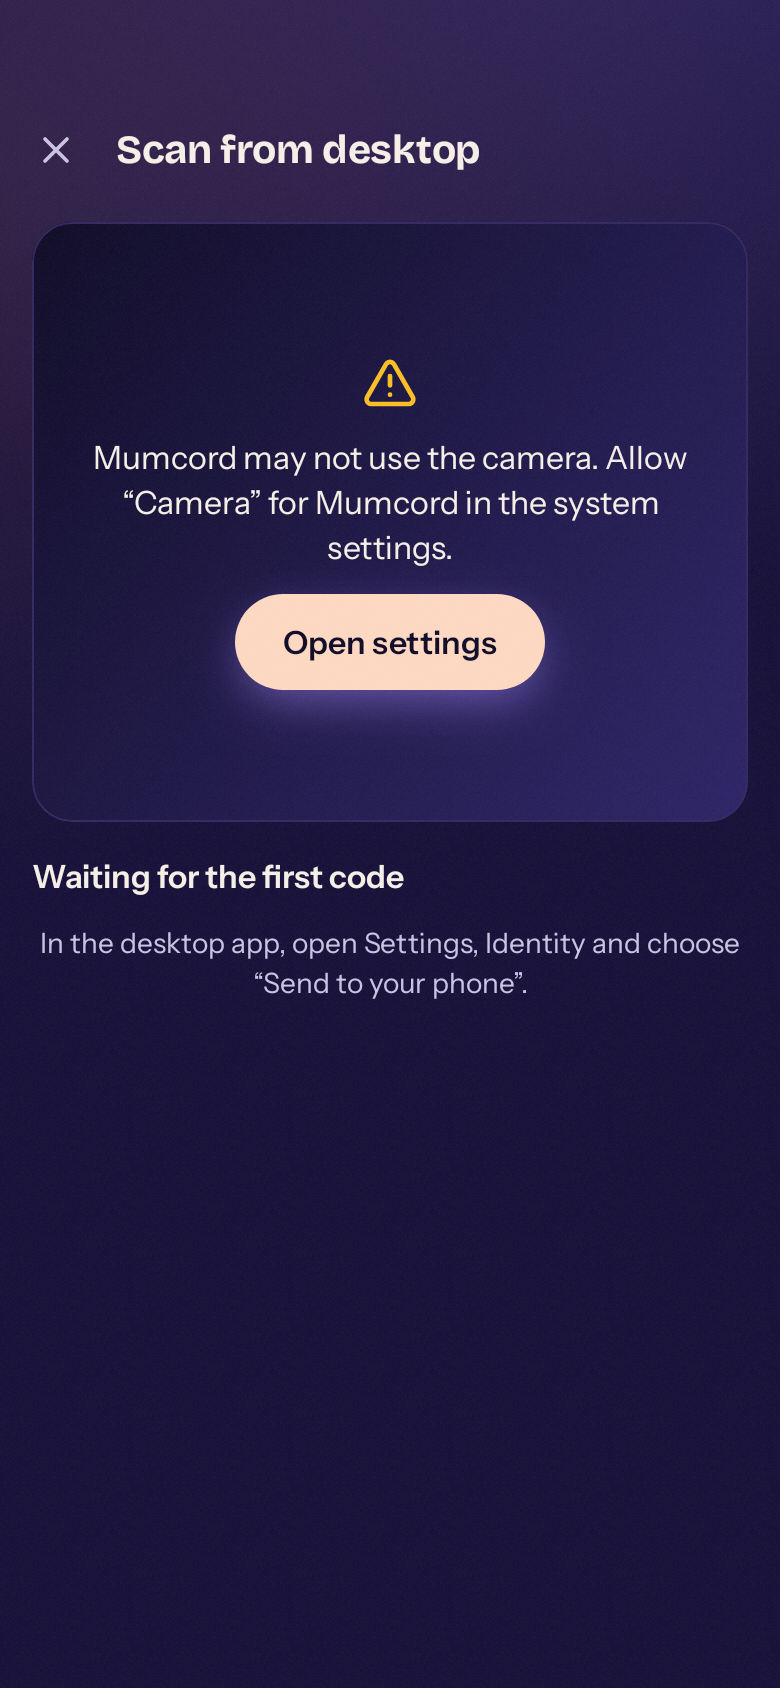 Scan from desktop
Mumcord may not use the camera. Allow
“Camera” for Mumcord in the system
settings.
Open settings
Waiting for the first code
In the desktop app, open Settings, Identity and choose
“Send to your phone”.